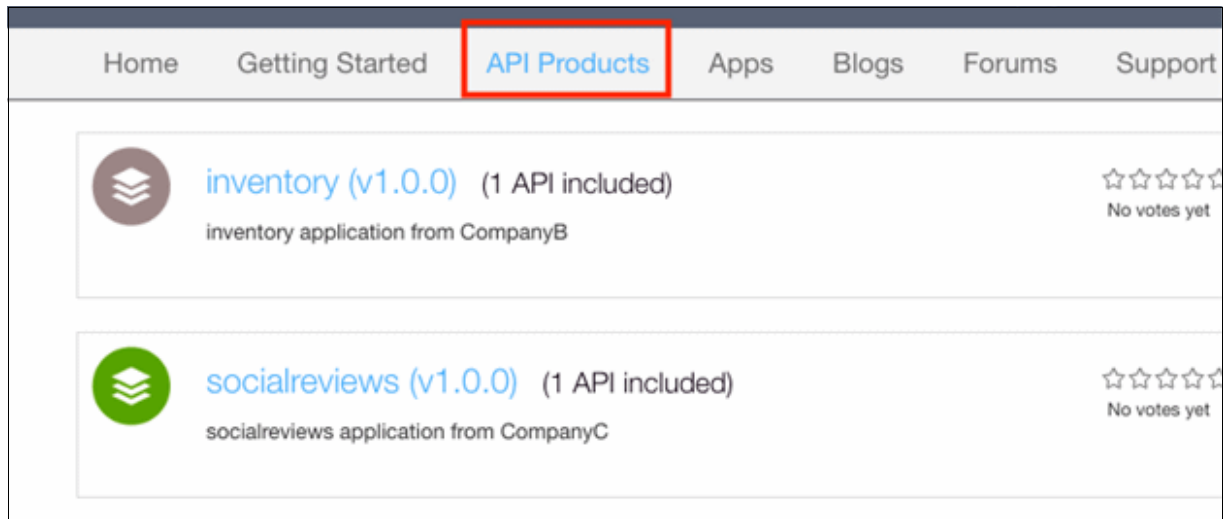 Home Getting Started API Products Apps Blogs Forums Support
inventory (v1.0.0) (1 API included)
No votes yet
inventory application from CompanyB
socialreviews (v1.0.0) (1 API included)
No votes yet
socialreviews application from CompanyC